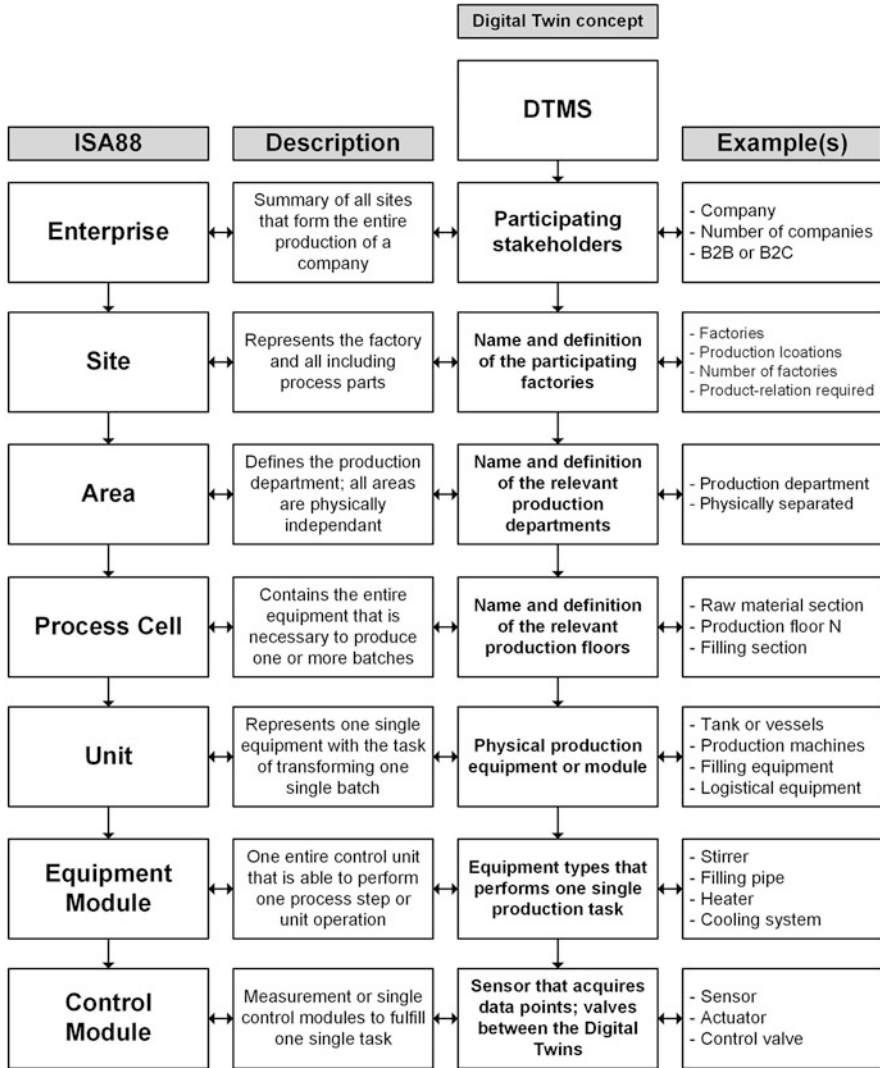 Digital Twin concept
DTMS
ISA88
Description
Example(s)
Enterprise
Summary of all sites
that form the entire
production of a
company
Participating
stakeholders
- Company
- Number of companies
- B2B or B2C
Site
Represents the factory
and all including
process parts
Name and definition
of the participating
factories
- Factories
- Production lcoations
- Number of factories
- Product-relation required
Area
Defines the production
department; all areas
are physically
independant
Name and definition
of the relevant
production
departments
- Production department
- Physically separated
Process Cell
Contains the entire
equipment that is
necessary to produce
one or more batches
Name and definition
of the relevant
production floors
- Raw material section
- Production floor N
- Filling section
Unit
Represents one single
equipment with the task
of transforming one
single batch
Physical production
equipment or module
- Tank or vessels
- Production machines
- Filling equipment
- Logistical equipment
Equipment
Module
One entire control unit
that is able to perform
one process step or
unit operation
Equipment types that
performs one single
production task
- Stirrer
- Filling pipe
- Heater
- Cooling system
Control
Module
Measurement or single
control modules to fulfill
one single task
Sensor that acquires
data points; valves
between the Digital
Twins
- Sensor
- Actuator
- Control valve